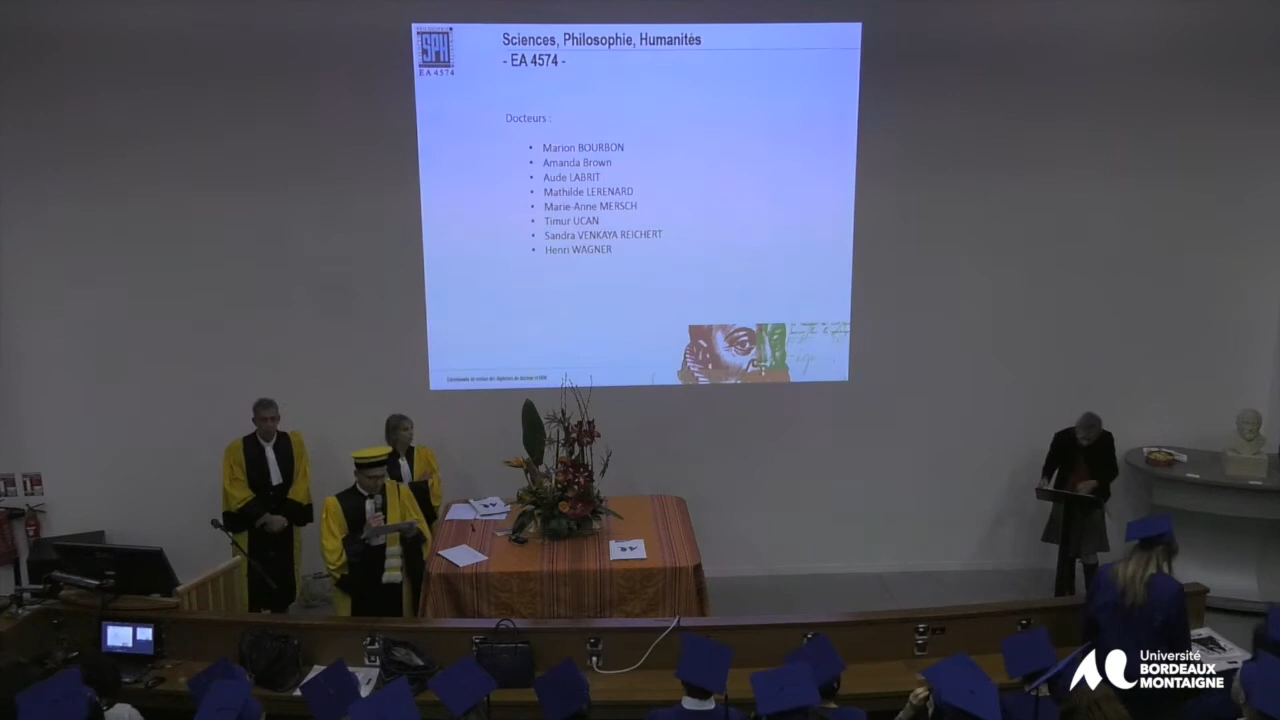 SPH
EA 4574
Sciences, Philosophie, Humanités
- EA 4574 -
Docteurs :
• Marion BOURBON
• Amanda Brown
• Aude LABRIT
• Mathilde LERENARD
• Marie-Anne MERSCH
• Timur UCAN
• Sandra VENKAYA REICHERT
• Henri WAGNER
Université
BORDEAUX
MONTAIGNE